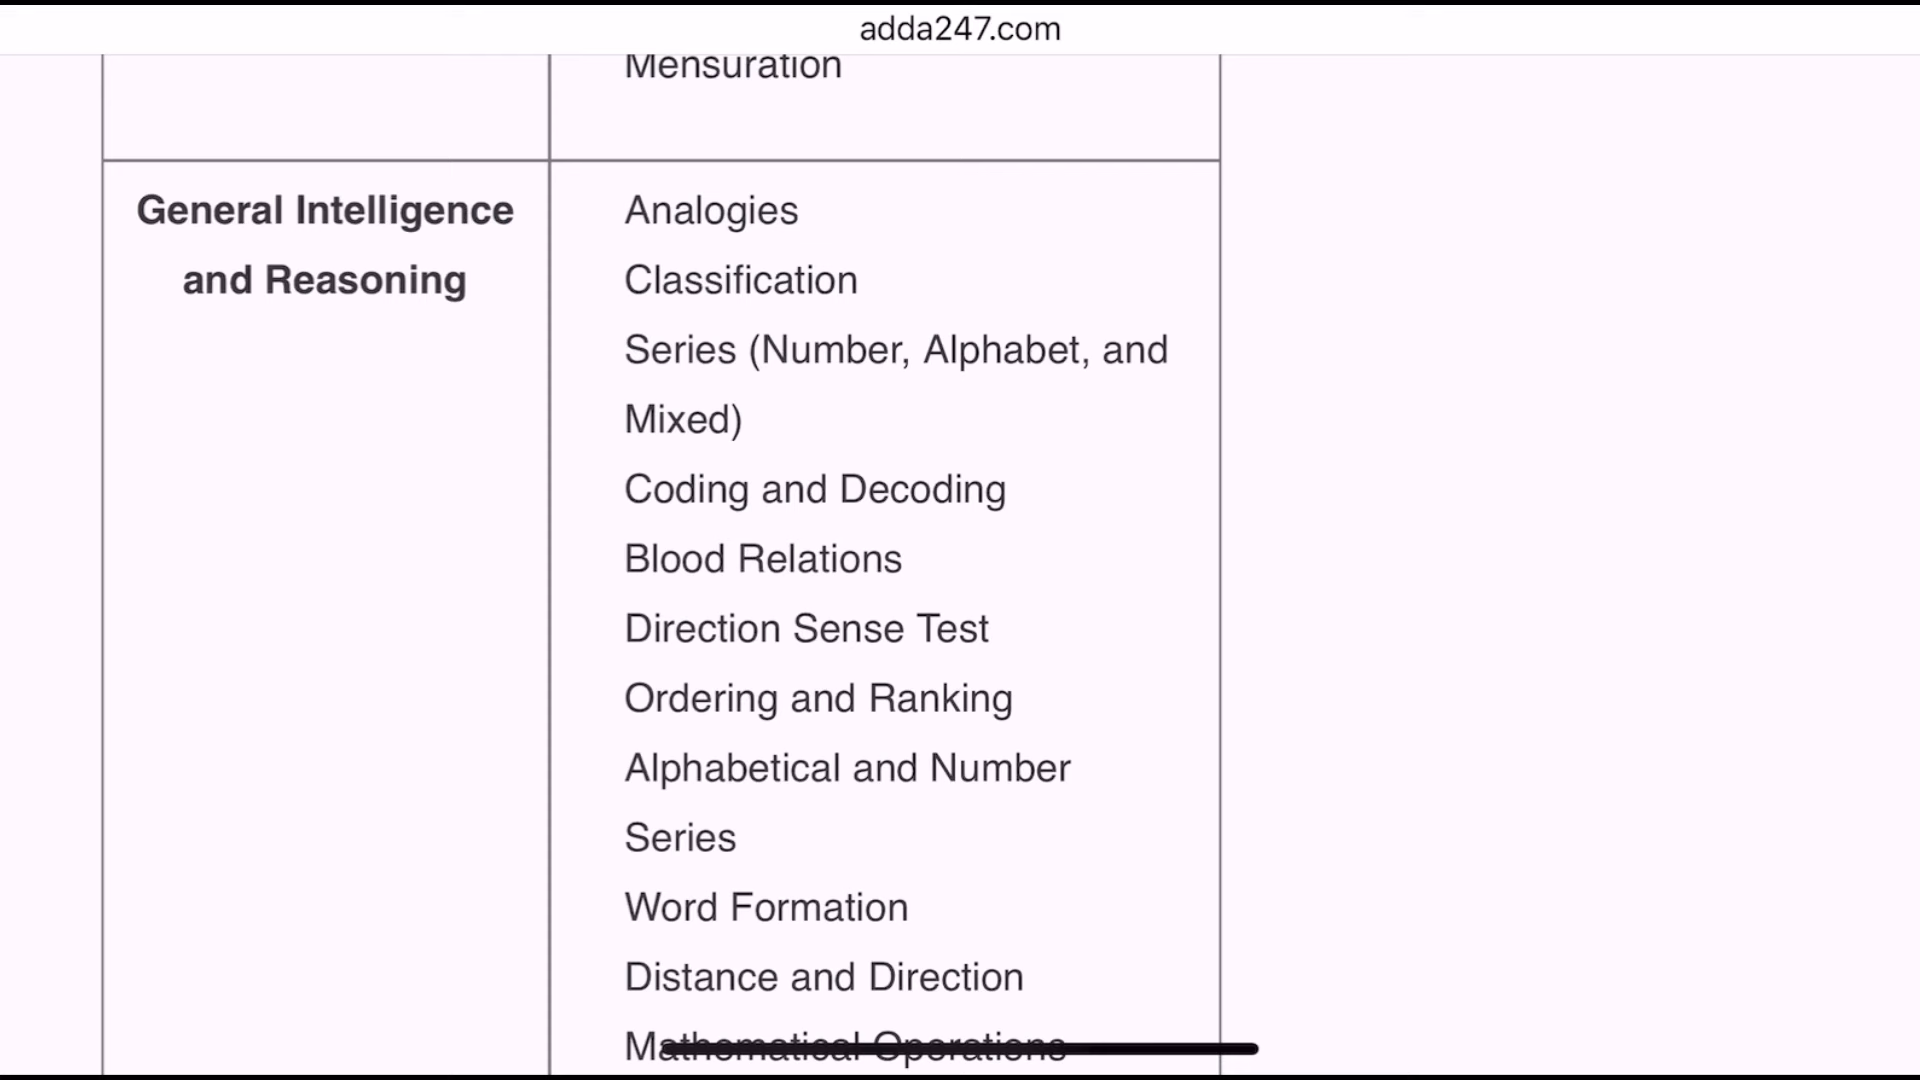 adda247.com
Mensuration
General Intelligence
and Reasoning
Analogies
Classification
Series (Number, Alphabet, and
Mixed)
Coding and Decoding
Blood Relations
Direction Sense Test
Ordering and Ranking
Alphabetical and Number
Series
Word Formation
Distance and Direction
Mathematical Operations